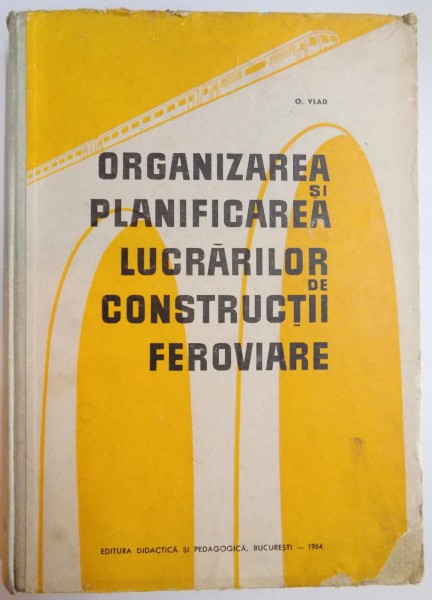 O. VLAD
ORGANIZAREA
ȘI
PLANIFICAREA
LUCRĂRILOR
DE
CONSTRUCȚII
FEROVIARE
EDITURA DIDACTICĂ ȘI PEDAGOGICĂ, BUCUREȘTI — 1964